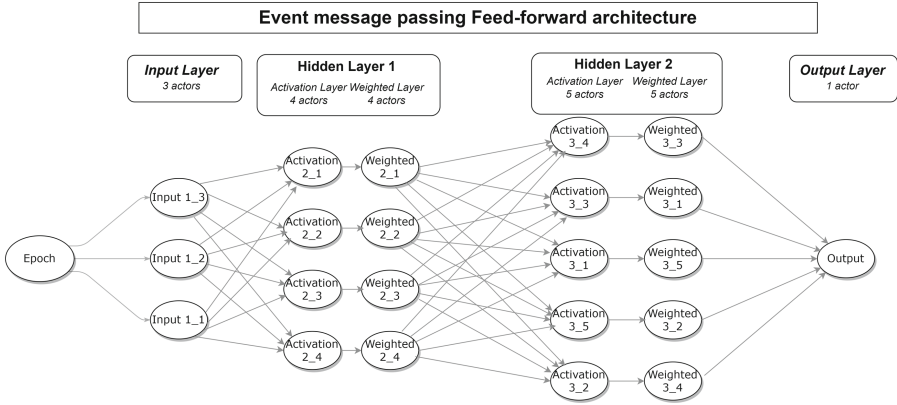 Event message passing Feed-forward architecture
Input Layer
3 actors
Hidden Layer 1
Activation Layer Weighted Layer
4 actors 4 actors
Hidden Layer 2
Activation Layer Weighted Layer
5 actors 5 actors
Output Layer
1 actor
Epoch
Input 1_3
Input 1_2
Input 1_1
Activation
2_1
Activation
2_2
Activation
2_3
Activation
2_4
Weighted
2_1
Weighted
2_2
Weighted
2_3
Weighted
2_4
Activation
3_4
Activation
3_3
Activation
3_1
Activation
3_5
Activation
3_2
Weighted
3_3
Weighted
3_1
Weighted
3_5
Weighted
3_2
Weighted
3_4
Output